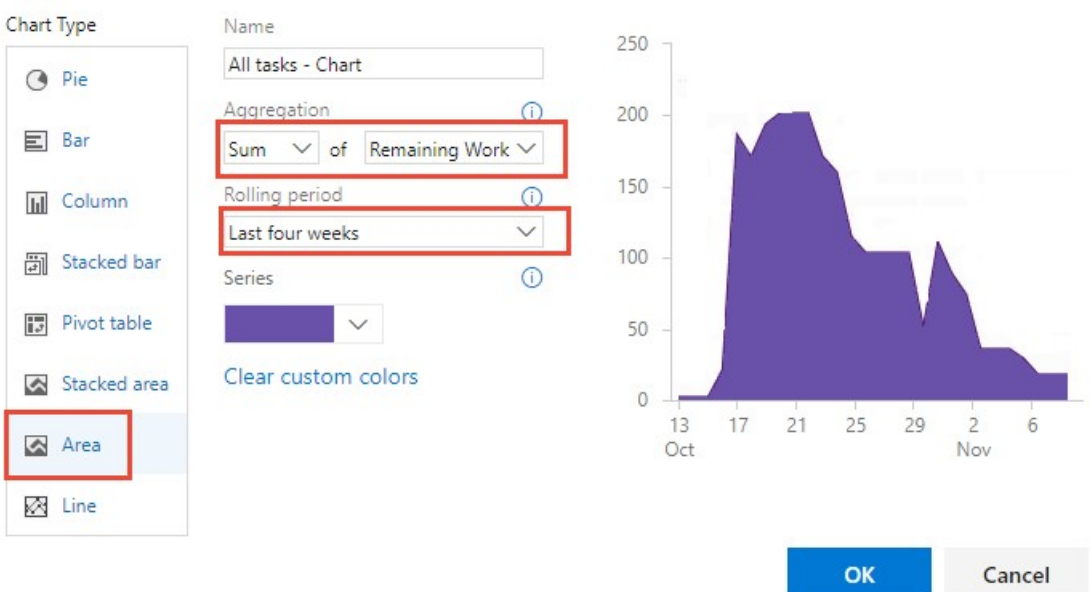 Chart Type
Pie
Bar
Column
Stacked bar
Pivot table
Stacked area
Area
Line
Name
All tasks - Chart
Aggregation
Sum of Remaining Work
Rolling period
Last four weeks
Series
Clear custom colors
250
200
150
100
50
0
13 17 21 25 29 2 6
Oct Nov
OK Cancel